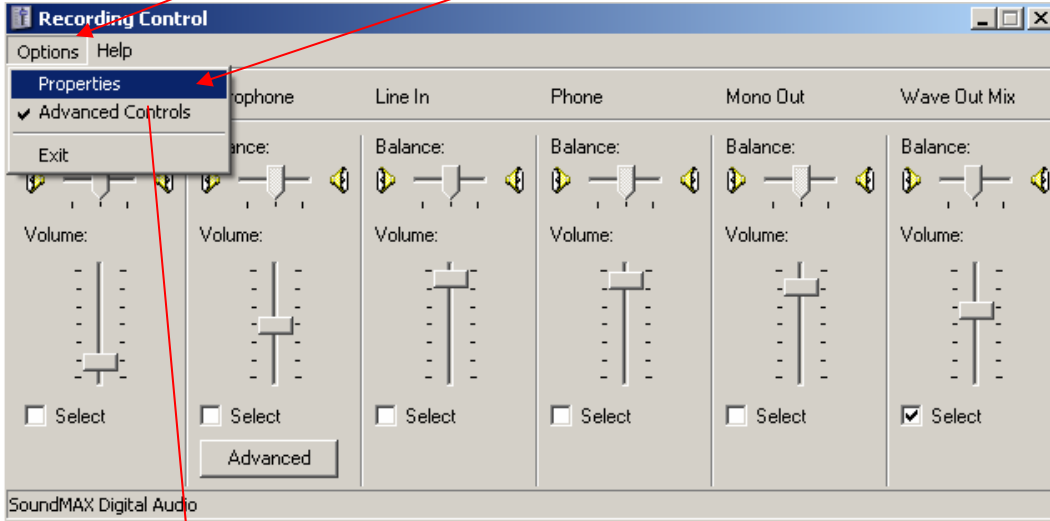 Recording Control
Options Help
Properties
Advanced Controls
Exit
Line In Phone Mono Out Wave Out Mix
Balance: Balance: Balance: Balance:
Volume: Volume: Volume: Volume: Volume: Volume:
Select Select Select Select Select Select
Advanced
SoundMAX Digital Audio